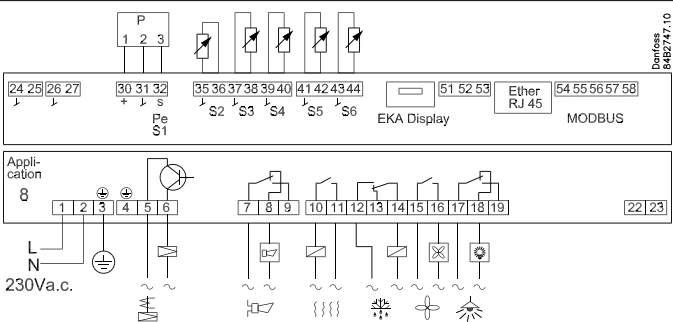 P
1 2 3
Danfoss
84B2747.10
24 25 26 27 30 31 32 35 36 37 38 39 40 41 42 43 44 51 52 53 54 55 56 57 58
+ s
Pe
S1
S2 S3 S4 S5 S6
EKA Display
Ether
RJ 45
MODBUS
Appli-
cation
8
1 2 3 4 5 6 7 8 9 10 11 12 13 14 15 16 17 18 19 22 23
L
N
230Va.c.